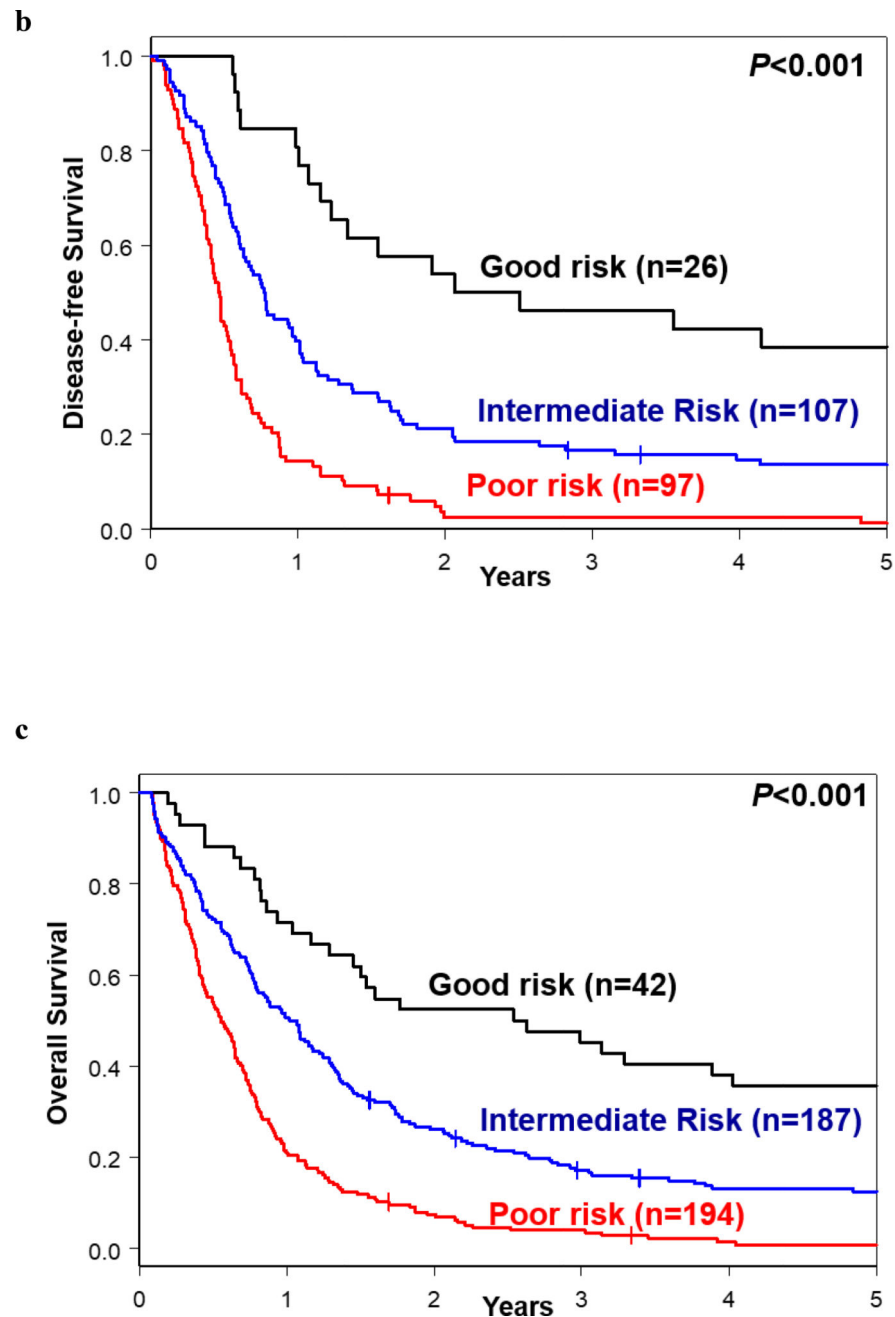 b
P<0.001
1.0
0.8
0.6
0.4
0.2
0.0
Disease-free Survival
Good risk (n=26)
Intermediate Risk (n=107)
Poor risk (n=97)
0 1 2 3 4 5
Years
c
P<0.001
1.0
0.8
0.6
0.4
0.2
0.0
Overall Survival
Good risk (n=42)
Intermediate Risk (n=187)
Poor risk (n=194)
0 1 2 3 4 5
Years